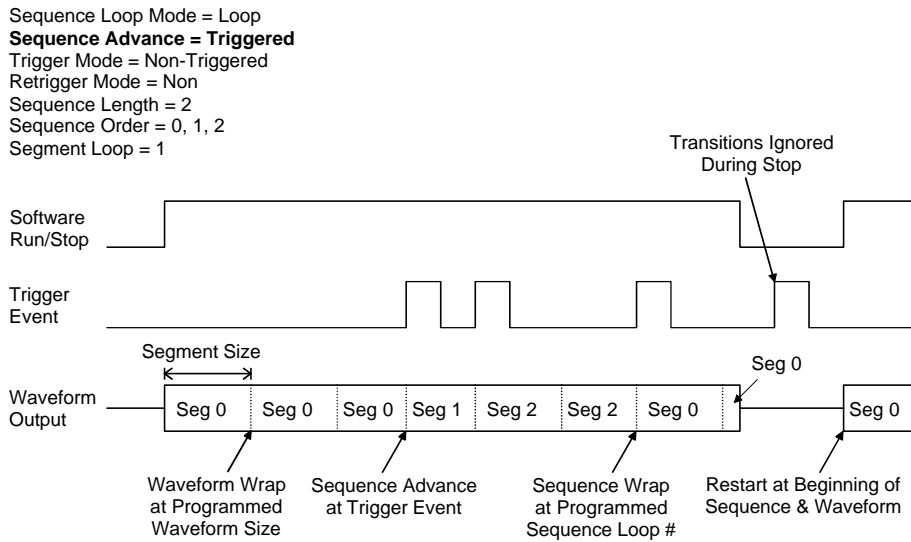 Sequence Loop Mode = Loop
Sequence Advance = Triggered
Trigger Mode = Non-Triggered
Retrigger Mode = Non
Sequence Length = 2
Sequence Order = 0, 1, 2
Segment Loop = 1
Transitions Ignored
During Stop
Software
Run/Stop
Trigger
Event
Segment Size
Seg 0
Waveform
Output
Seg 0
Seg 0
Seg 0
Seg 1
Seg 2
Seg 2
Seg 0
Seg 0
Waveform Wrap
at Programmed
Waveform Size
Sequence Advance
at Trigger Event
Sequence Wrap
at Programmed
Sequence Loop #
Restart at Beginning of
Sequence & Waveform